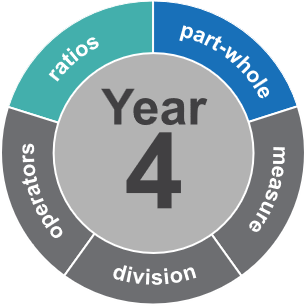 ratios
part-whole
Year
4
operators
measure
division